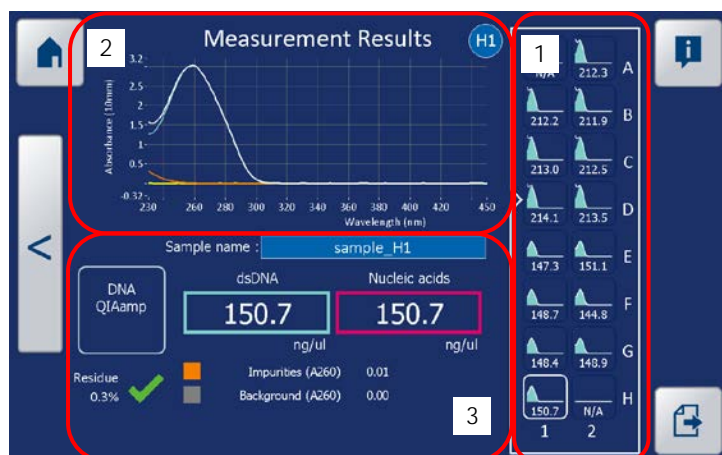 2
Measurement Results
H1
3.2
2.5
2
1.5
1
0.5
-0.32
Absorbance (10mm)
230 260 280 300 320 340 360 380 400 420 450
Wavelength (nm)
<
Sample name : sample_H1
DNA
QIAamp
dsDNA Nucleic acids
150.7 150.7
ng/ul ng/ul
Residue
0.3%
Impurities (A260) 0.01
Background (A260) 0.00
3
1
N/A 212.3 A
212.2 211.9 B
213.0 212.5 C
214.1 213.5 D
147.3 151.1 E
148.7 144.8 F
148.4 148.9 G
150.7 N/A H
1 2
i